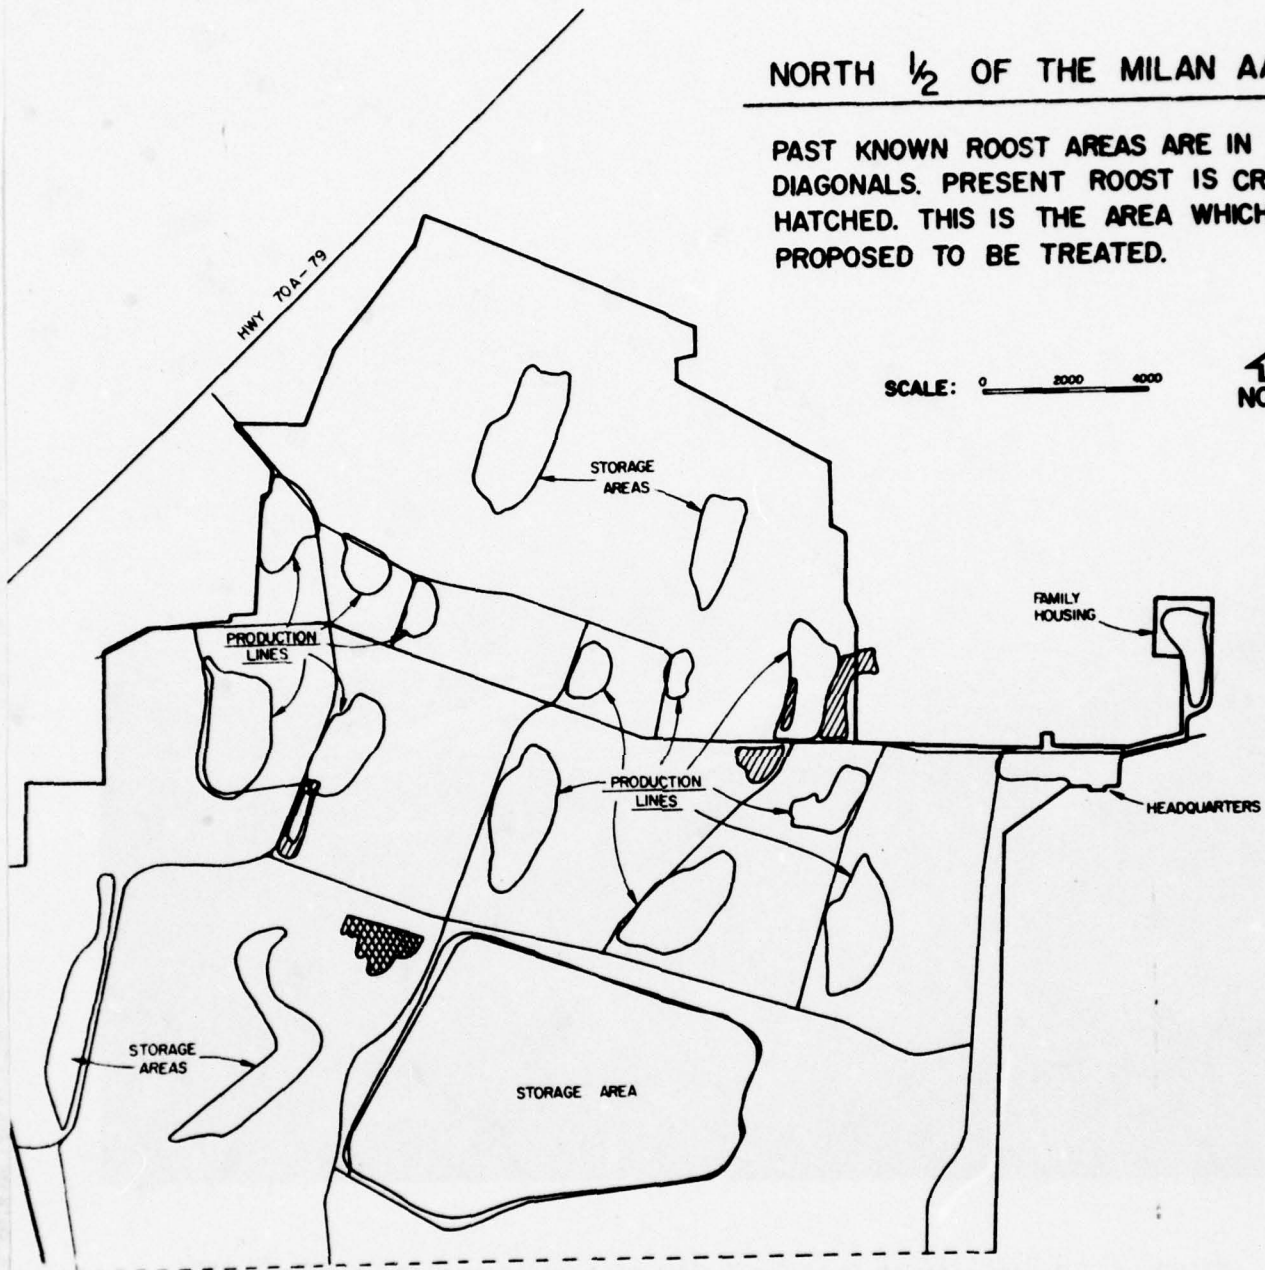 NORTH 1/2 OF THE MILAN
PAST KNOWN ROOST AREAS ARE IN
DIAGONALS. PRESENT ROOST IS
HATCHED. THIS IS THE AREA WHICH
PROPOSED TO BE TREATED.
HWY 70A-79
SCALE: 0 2000 4000
STORAGE
AREAS
FAMILY
HOUSING
PRODUCTION
LINES
PRODUCTION
LINES
HEADQUARTERS
STORAGE
AREAS
STORAGE AREA